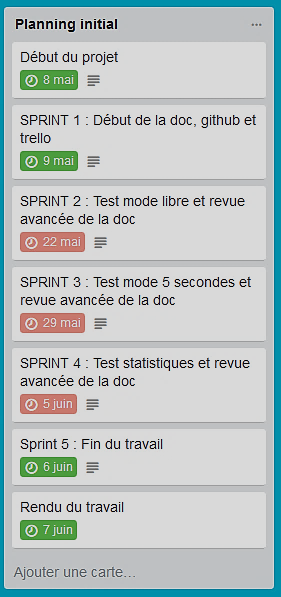 Planning initial
Début du projet
8 mai
SPRINT 1 : Début de la doc, github et
trello
9 mai
SPRINT 2 : Test mode libre et revue
avancée de la doc
22 mai
SPRINT 3 : Test mode 5 secondes et
revue avancée de la doc
29 mai
SPRINT 4 : Test statistiques et revue
avancée de la doc
5 juin
Sprint 5 : Fin du travail
6 juin
Rendu du travail
7 juin
Ajouter une carte...